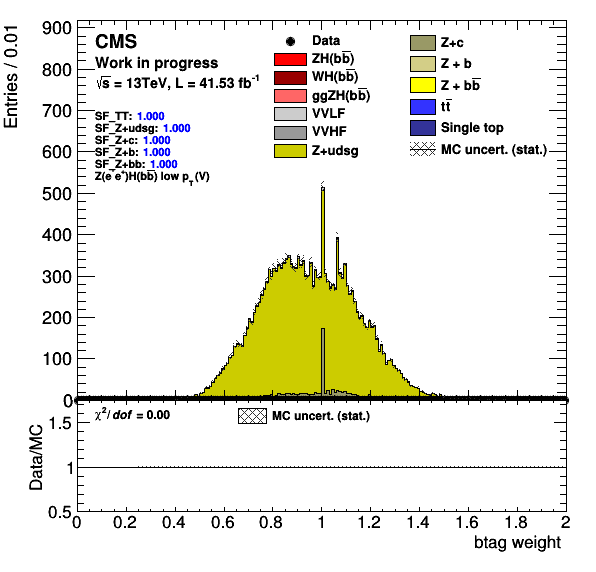 Entries / 0.01
900
800
700
600
500
400
300
200
100
0
CMS
Work in progress
√s = 13TeV, L = 41.53 fb⁻¹
SF_TT: 1.000
SF_Z+udsg: 1.000
SF_Z+c: 1.000
SF_Z+b: 1.000
SF_Z+bb: 1.000
Z(e⁻e⁺)H(bb̅) low p_T(V)
Data
ZH(bb̅)
WH(bb̅)
ggZH(bb̅)
VVLF
VVHF
Z+udsg
Z+c
Z + b
Z + bb̅
tt̅
Single top
MC uncert. (stat.)
Data/MC
1.5
1
0.5
χ²/dof = 0.00
MC uncert. (stat.)
0 0.2 0.4 0.6 0.8 1 1.2 1.4 1.6 1.8 2
btag weight